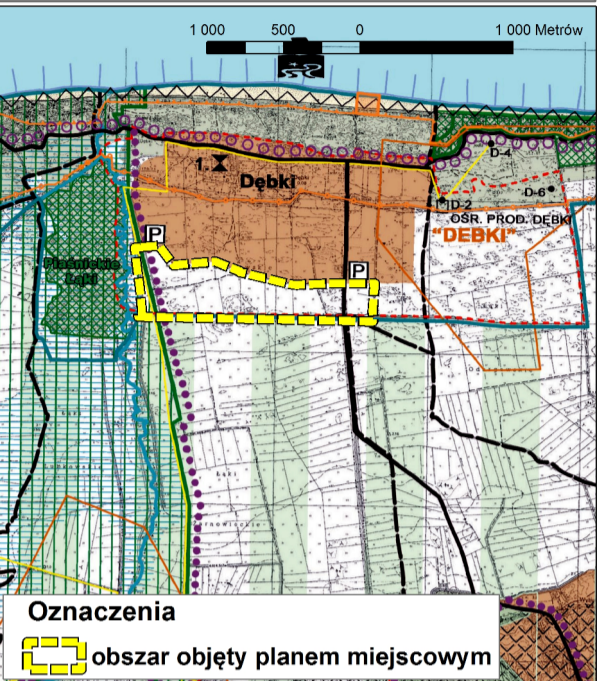 1 000 500 0 1 000 Metrów
D-4
1.
Dębki
D-6
D-2
OŚR. PROD. DĘBKI
"DĘBKI"
P
Piaśnickie
Łąki
P
Oznaczenia
obszar objęty planem miejscowym